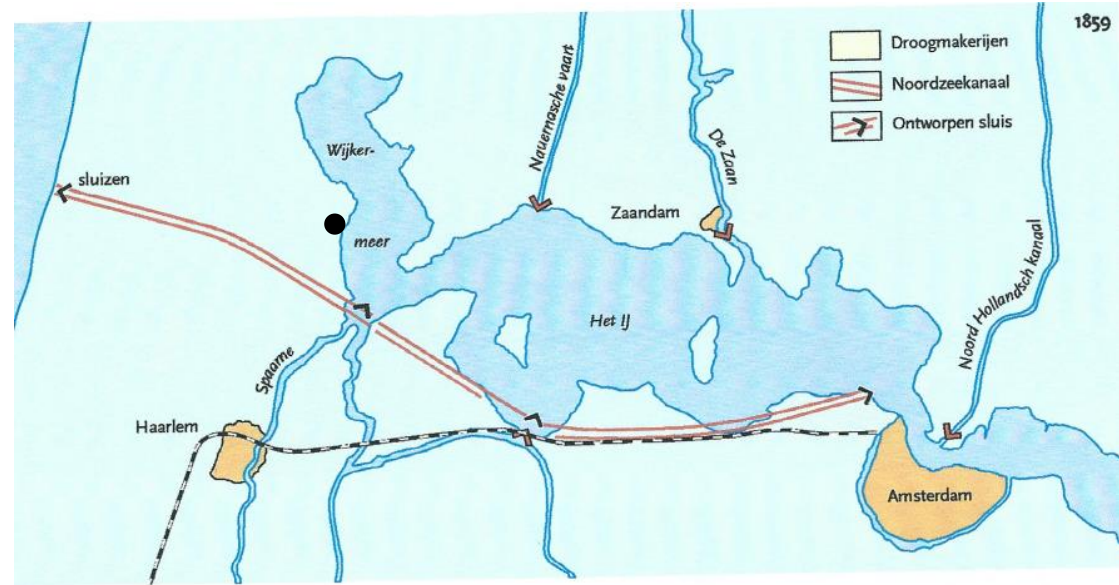 1859
Droogmakerijen
Noordzeekanaal
Ontworpen sluis
Nauernasche vaart
De Zaan
Wijker-
sluizen
Zaandam
meer
Noord Hollandsch kanaal
Het IJ
Spaarne
Haarlem
Amsterdam